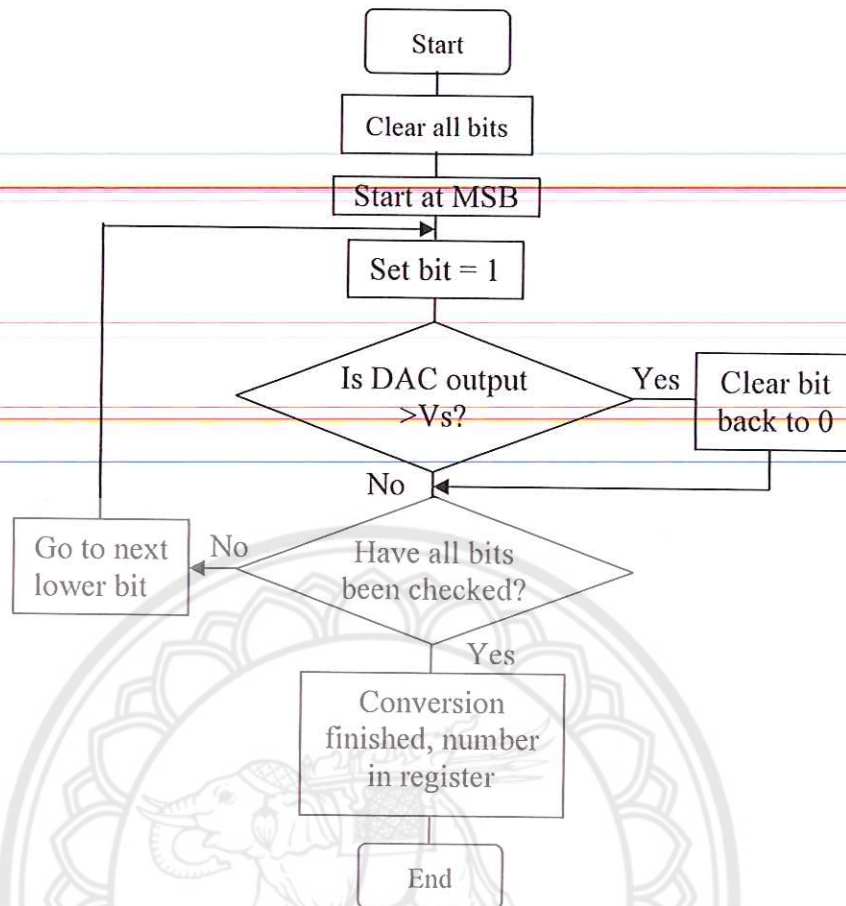 Start
Clear all bits
Start at MSB
Set bit = 1
Is DAC output
>Vs?
Yes
Clear bit
back to 0
No
Have all bits
been checked?
No
Go to next
lower bit
Yes
Conversion
finished, number
in register
End